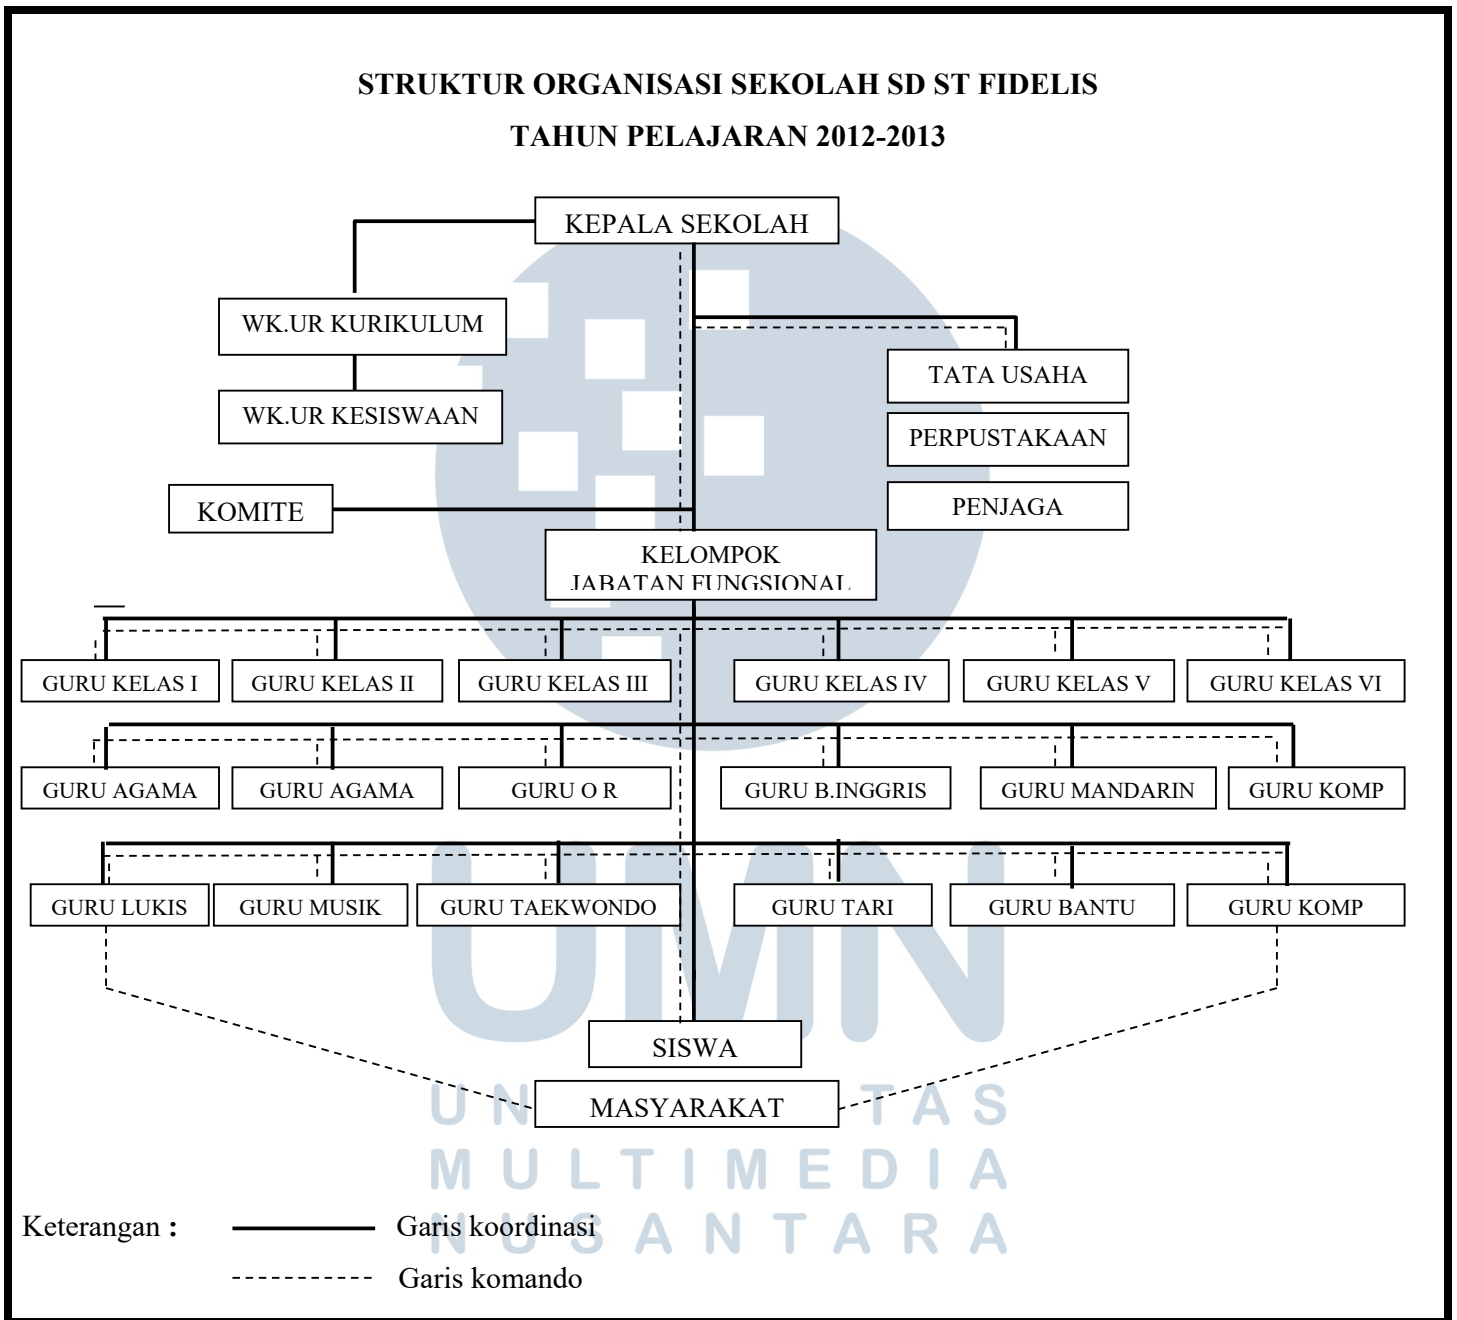 STRUKTUR ORGANISASI SEKOLAH SD ST FIDELIS
TAHUN PELAJARAN 2012-2013
KEPALA SEKOLAH
WK.UR KURIKULUM
TATA USAHA
WK.UR KESISWAAN
PERPUSTAKAAN
KOMITE
PENJAGA
KELOMPOK
JABATAN FUNGSIONAL
GURU KELAS I
GURU KELAS II
GURU KELAS III
GURU KELAS IV
GURU KELAS V
GURU KELAS VI
GURU AGAMA
GURU AGAMA
GURU O R
GURU B.INGGRIS
GURU MANDARIN
GURU KOMP
GURU LUKIS
GURU MUSIK
GURU TAEKWONDO
GURU TARI
GURU BANTU
GURU KOMP
UMN
SISWA
MASYARAKAT
UN TAS
MULTIMEDIA
NUSANTARA
Keterangan :
Garis koordinasi
Garis komando